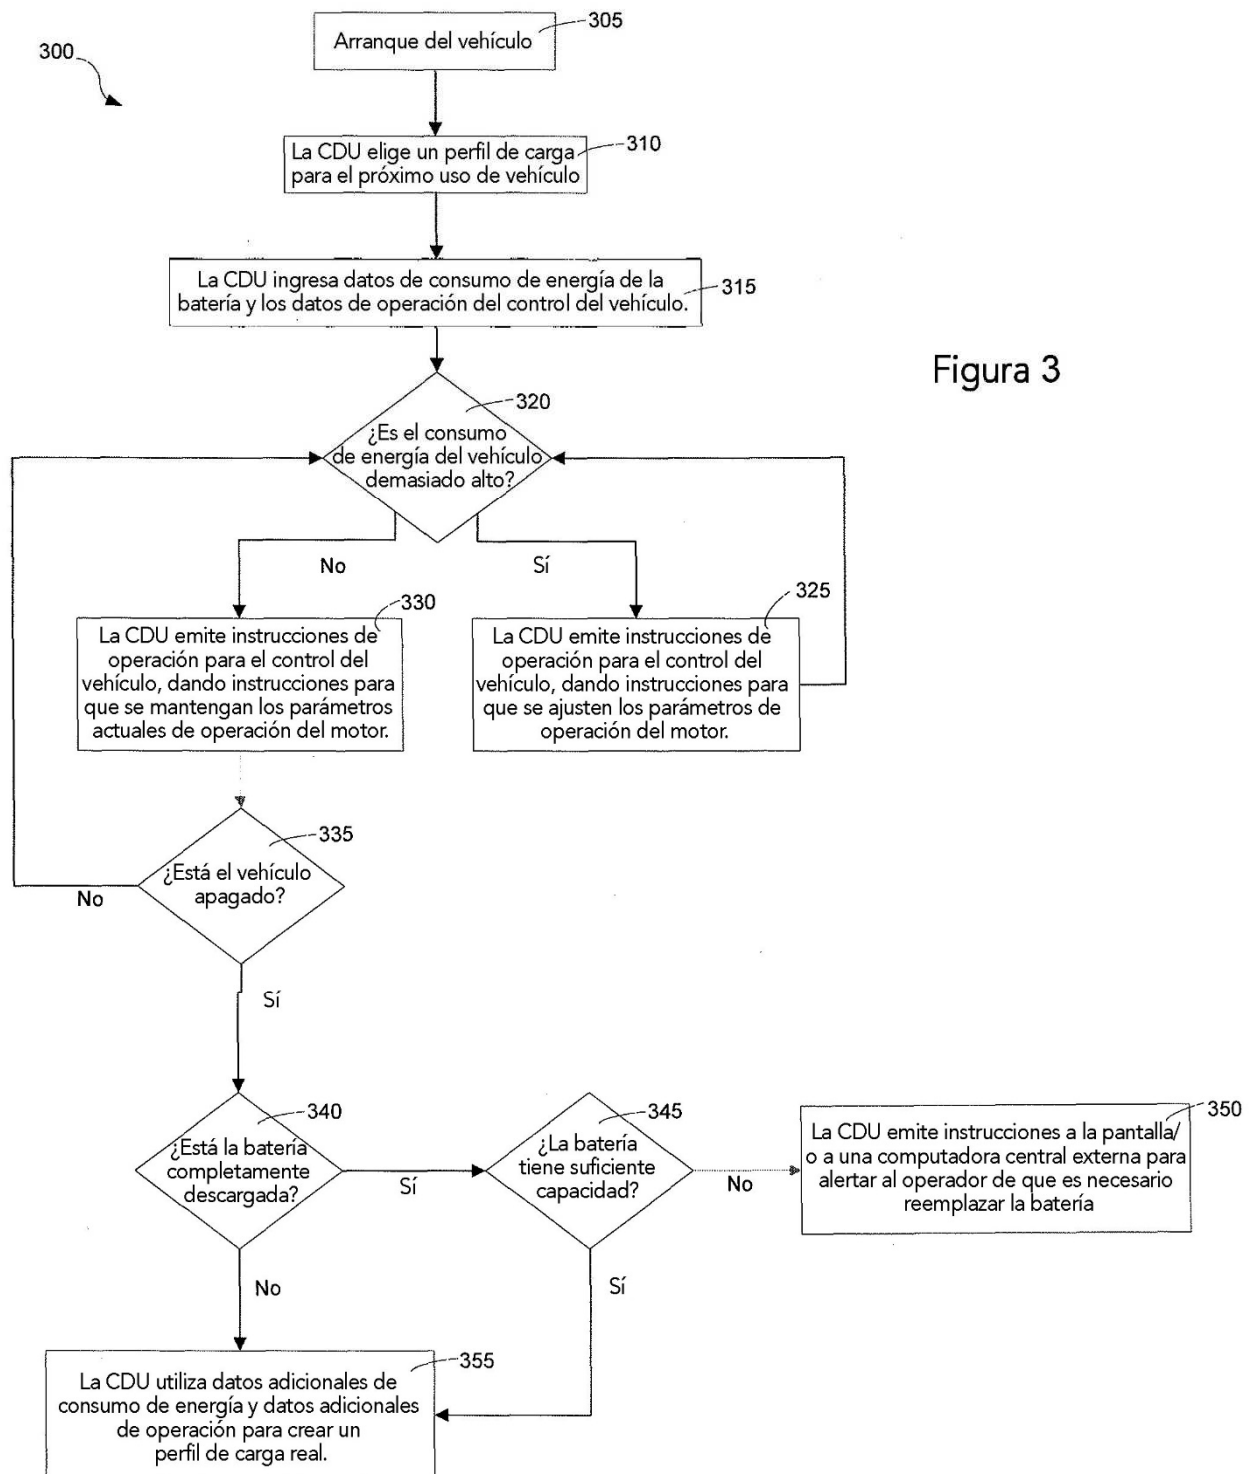 Arranque del vehículo
305
300
La CDU elige un perfil de carga
para el próximo uso de vehículo
310
La CDU ingresa datos de consumo de energía de la
batería y los datos de operación del control del vehículo.
315
Figura 3
320
¿Es el consumo
de energía del vehículo
demasiado alto?
No
Sí
330
La CDU emite instrucciones de
operación para el control del
vehículo, dando instrucciones para
que se mantengan los parámetros
actuales de operación del motor.
325
La CDU emite instrucciones de
operación para el control del
vehículo, dando instrucciones para
que se ajusten los parámetros de
operación del motor.
335
¿Está el vehículo
apagado?
No
Sí
340
¿Está la batería
completamente
descargada?
Sí
No
345
¿La batería
tiene suficiente
capacidad?
No
Sí
350
La CDU emite instrucciones a la pantalla/
o a una computadora central externa para
alertar al operador de que es necesario
reemplazar la batería
355
La CDU utiliza datos adicionales de
consumo de energía y datos adicionales
de operación para crear un
perfil de carga real.